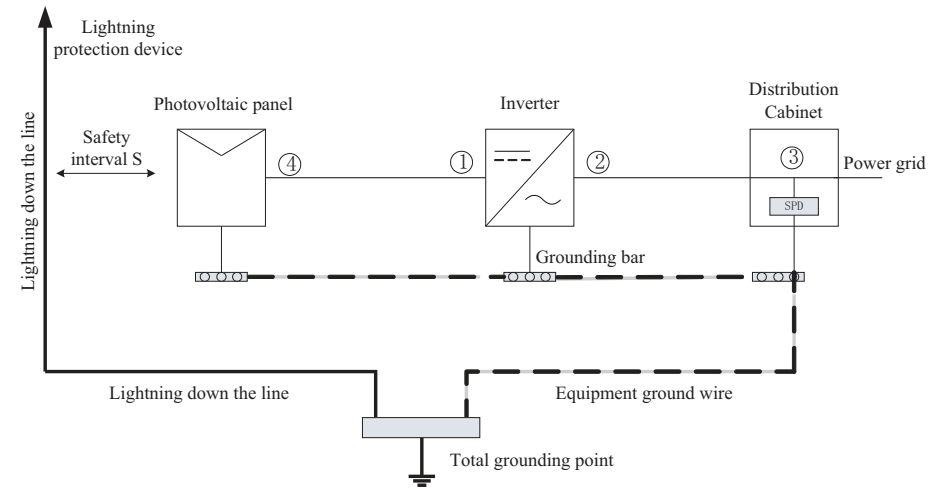 Lightning
protection device
Photovoltaic panel
Inverter
Distribution
Cabinet
Lightning down the line
Safety
interval S
④
①
②
③
Power grid
SPD
Grounding bar
Lightning down the line
Equipment ground wire
Total grounding point